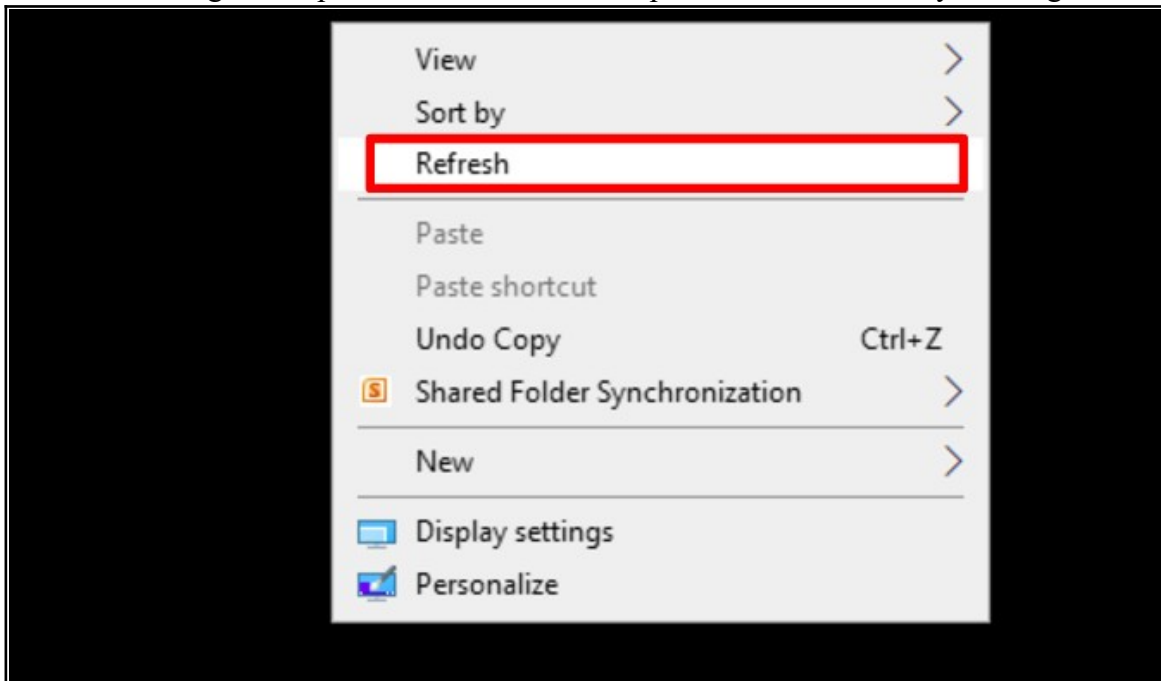 View
Sort by
Refresh
Paste
Paste shortcut
Undo Copy Ctrl+Z
S Shared Folder Synchronization
New
Display settings
Personalize